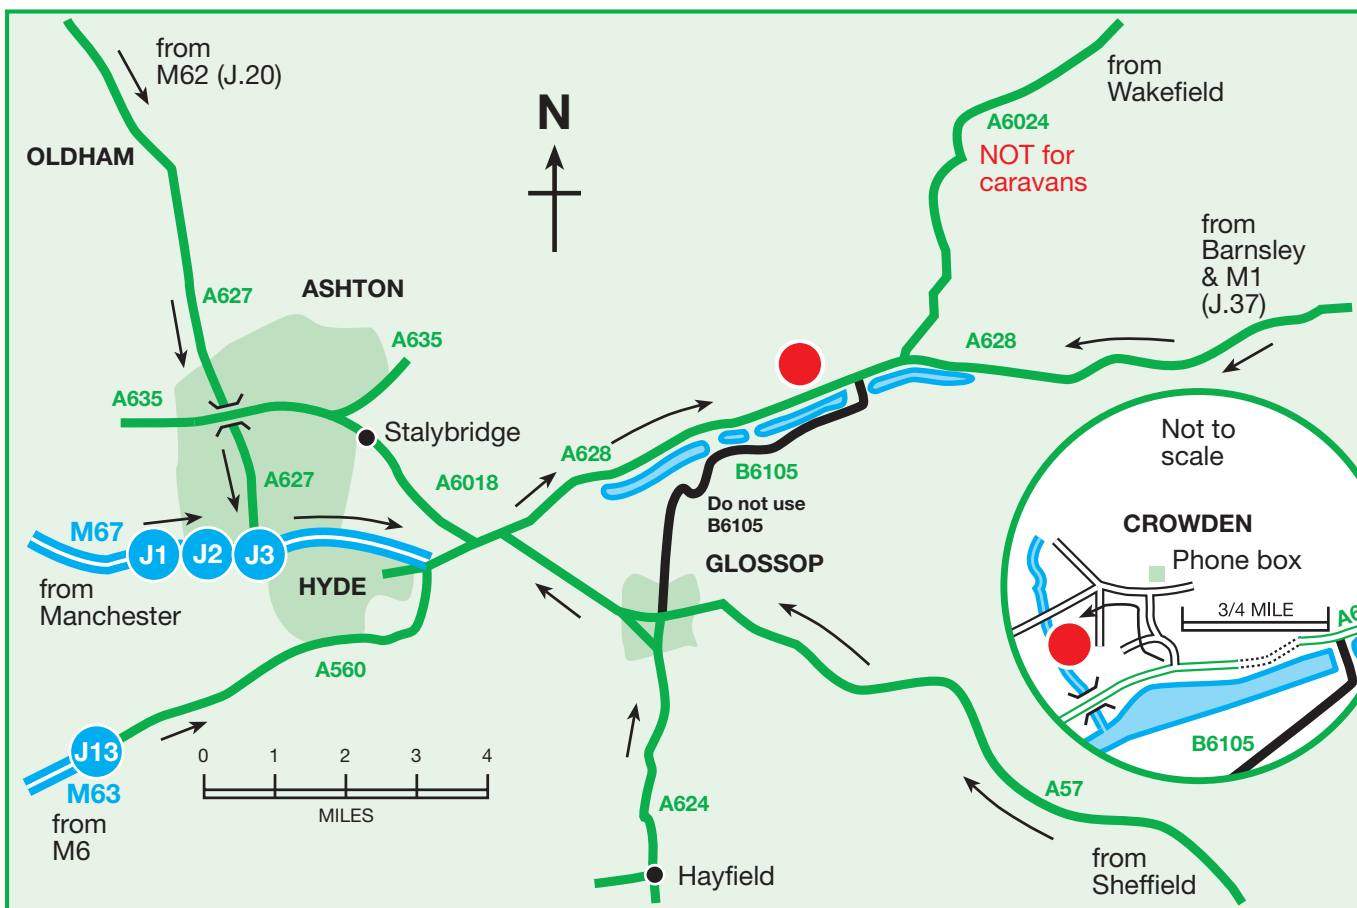 from
M62 (J.20)
OLDHAM
N
from
Wakefield
A6024
NOT for
caravans
from
Barnsley
& M1
(J.37)
A627
ASHTON
A635
A628
A635
Stalybridge
A628
A6018
B6105
Do not use
B6105
A627
M67
J1
J2
J3
from
Manchester
HYDE
GLOSSOP
A560
Not to
scale
CROWDEN
Phone box
3/4 MILE
A6
B6105
J13
M63
from
M6
0 1 2 3 4
MILES
A624
Hayfield
A57
from
Sheffield